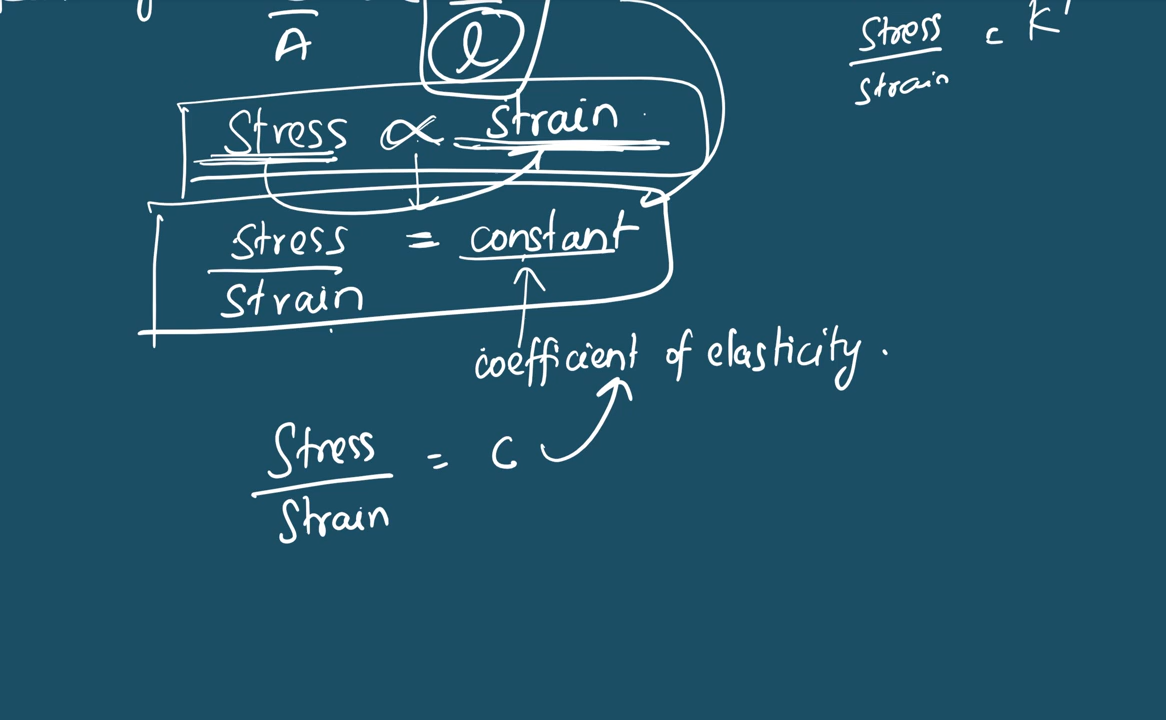 A
l
Stress = K'
Strain
Stress ∝ Strain
Stress = constant
Strain
coefficient of elasticity.
Stress = C
Strain